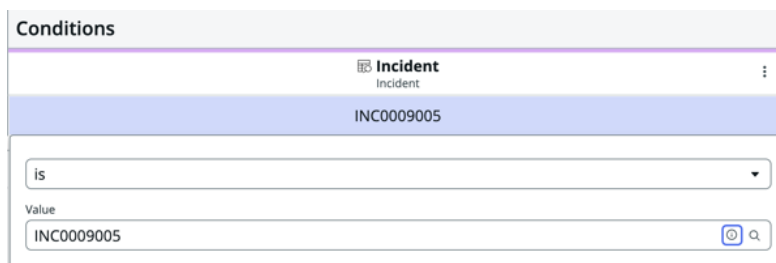 Conditions
Incident
Incident
INC0009005
is
Value
INC0009005